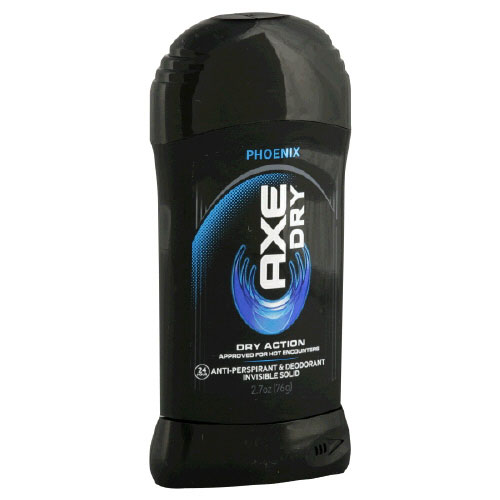 PHOENIX
AXE
DRY
DRY ACTION
APPROVED FOR HOT ENCOUNTERS
24
ANTI-PERSPIRANT & DEODORANT
INVISIBLE SOLID
2.7oz (76g)